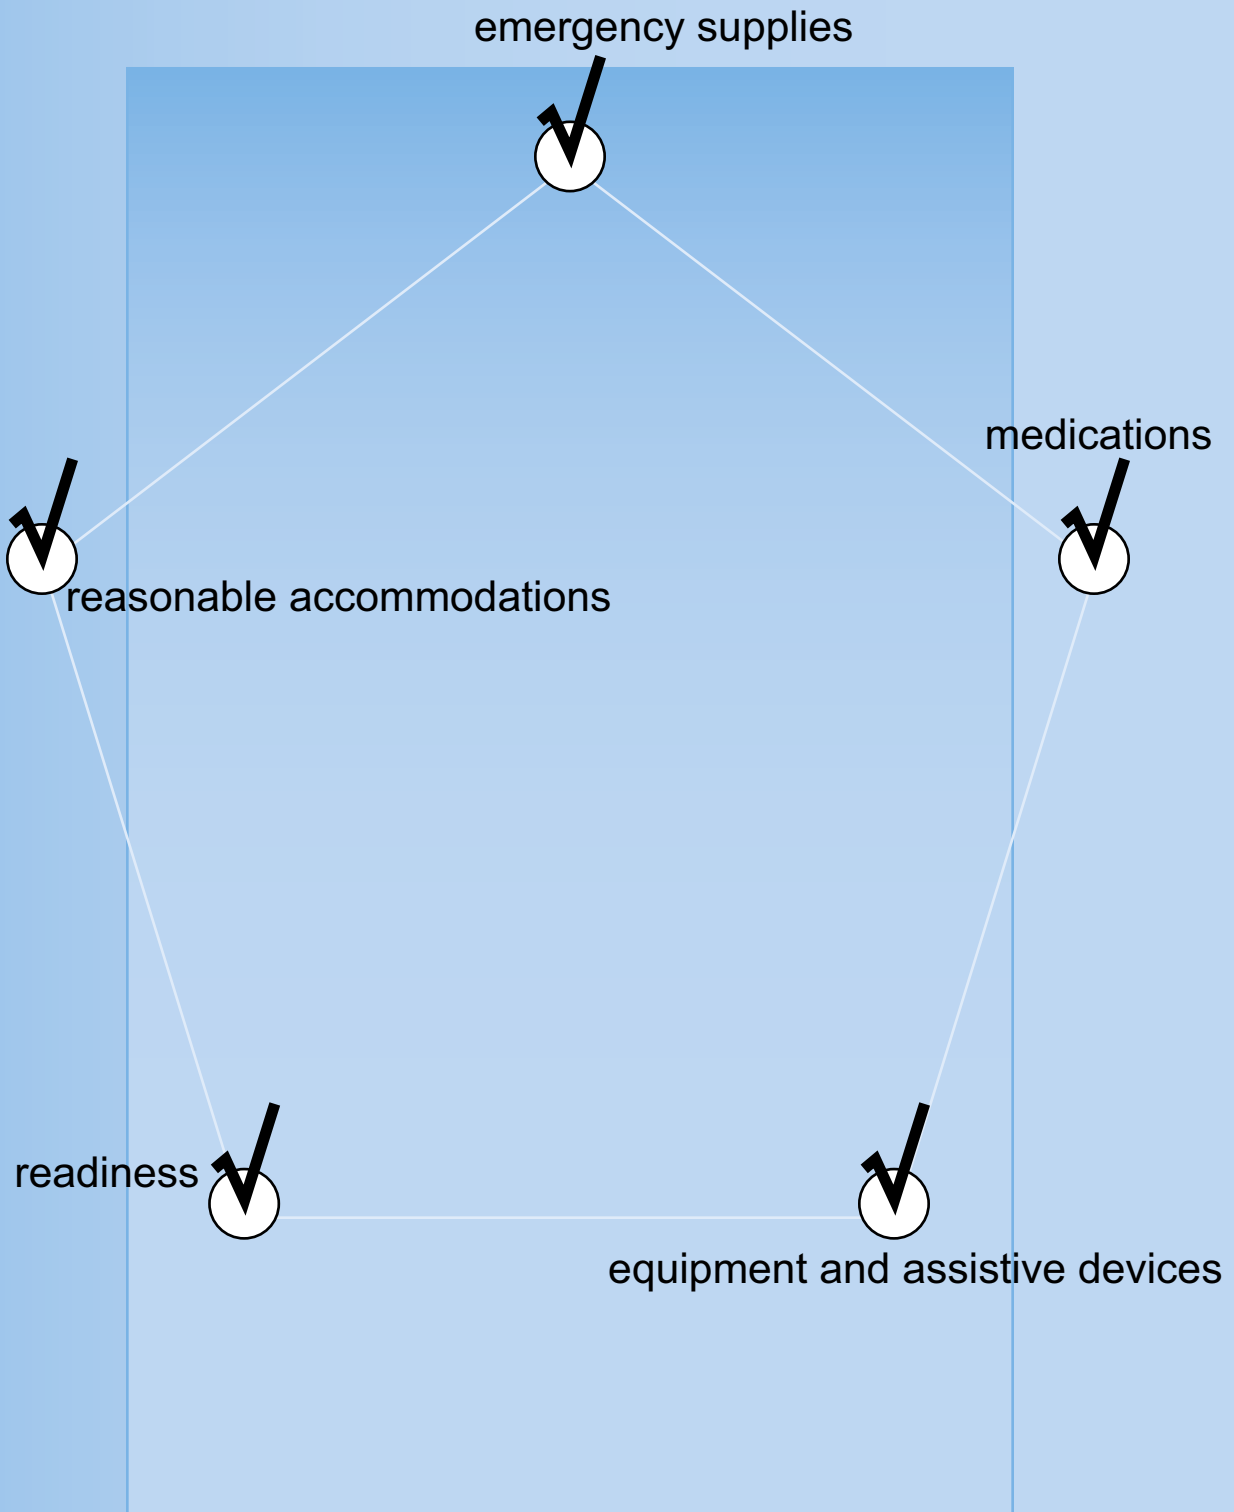 emergency supplies
medications
reasonable accommodations
readiness
equipment and assistive devices